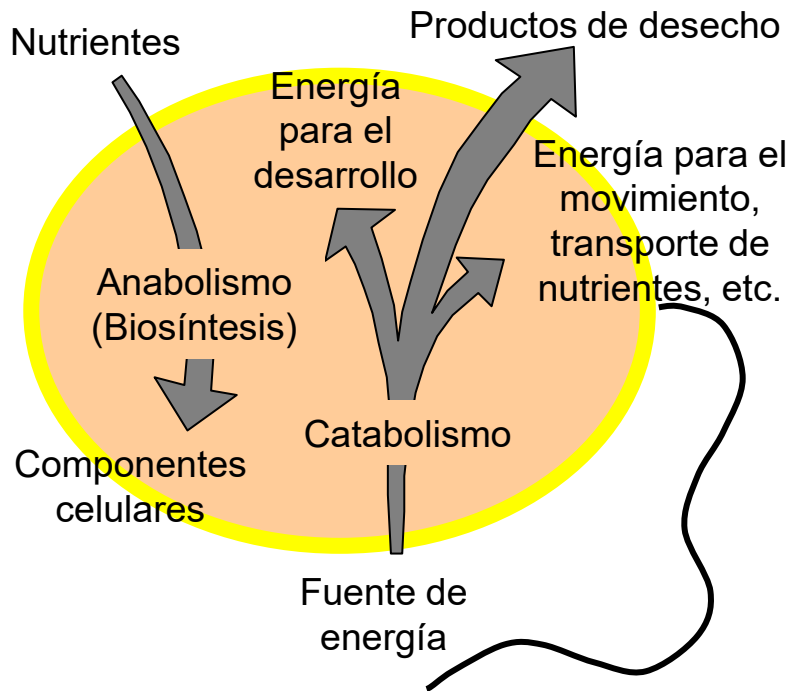 Nutrientes
Productos de desecho
Energía
para el
desarrollo
Energía para el
movimiento,
transporte de
nutrientes, etc.
Anabolismo
(Biosíntesis)
Catabolismo
Componentes
celulares
Fuente de
energía